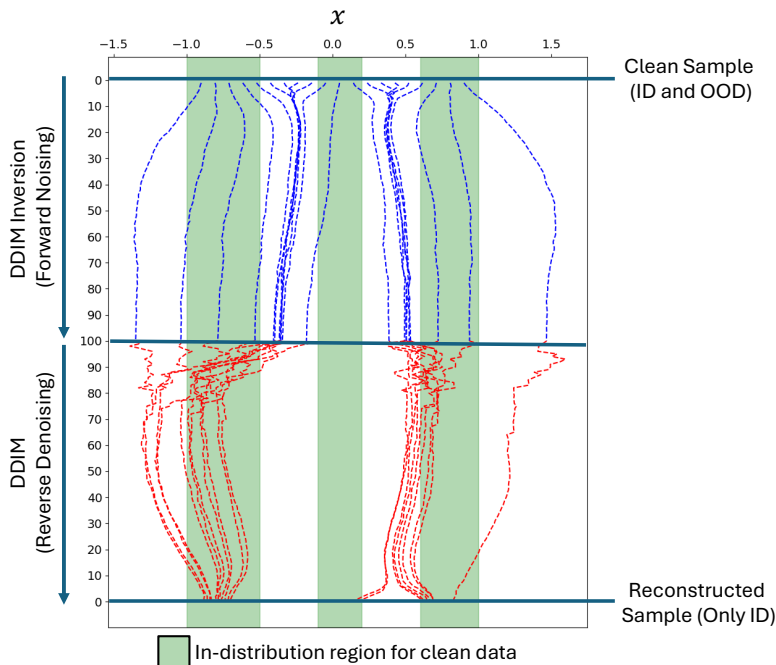 x
−1.5 −1.0 −0.5 0.0 0.5 1.0 1.5
Clean Sample
(ID and OOD)
DDIM Inversion
(Forward Noising)
0
10
20
30
40
50
60
70
80
90
100
DDIM
(Reverse Denoising)
90
80
70
60
50
40
30
20
10
0
Reconstructed
Sample (Only ID)
In-distribution region for clean data